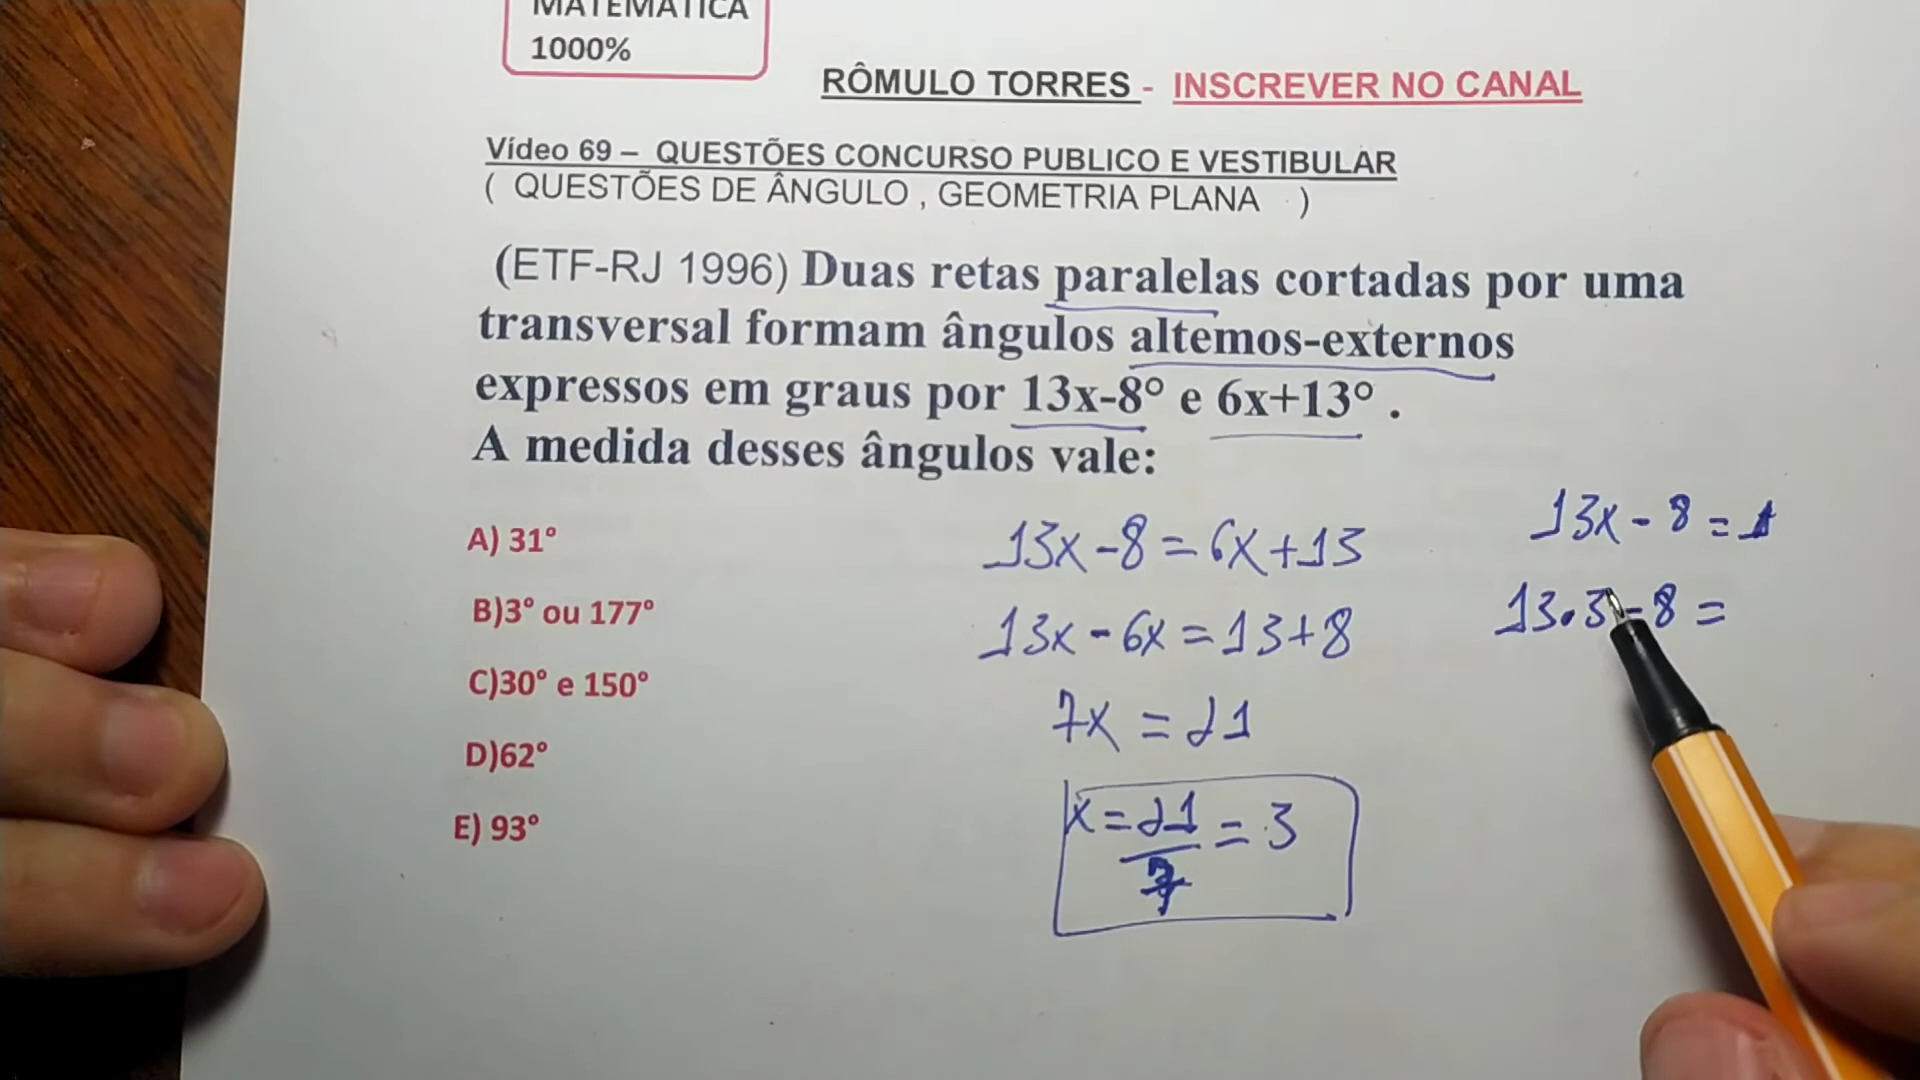 MATEMÁTICA
1000%
RÔMULO TORRES - INSCREVER NO CANAL
Vídeo 69 – QUESTÕES CONCURSO PUBLICO E VESTIBULAR
( QUESTÕES DE ÂNGULO , GEOMETRIA PLANA )
(ETF-RJ 1996) Duas retas paralelas cortadas por uma
transversal formam ângulos altemos-externos
expressos em graus por 13x-8° e 6x+13° .
A medida desses ângulos vale:
A) 31°
B)3° ou 177°
C)30° e 150°
D)62°
E) 93°
13x-8=6x+13
13x-6x=13+8
7x=21
x=21/7=3
13x-8=
13.3-8=